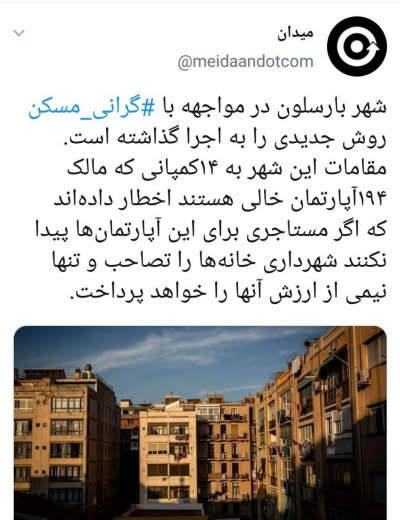 میدان
@meidaandotcom
شهر بارسلون در مواجهه با #گرانی_مسکن
روش جدیدی را به اجرا گذاشته است.
مقامات این شهر به ۱۴کمپانی که مالک
۱۹۴آپارتمان خالی هستند اخطار داده‌اند
که اگر مستاجری برای این آپارتمان‌ها پیدا
نکنند شهرداری خانه‌ها را تصاحب و تنها
نیمی از ارزش آنها را خواهد پرداخت.